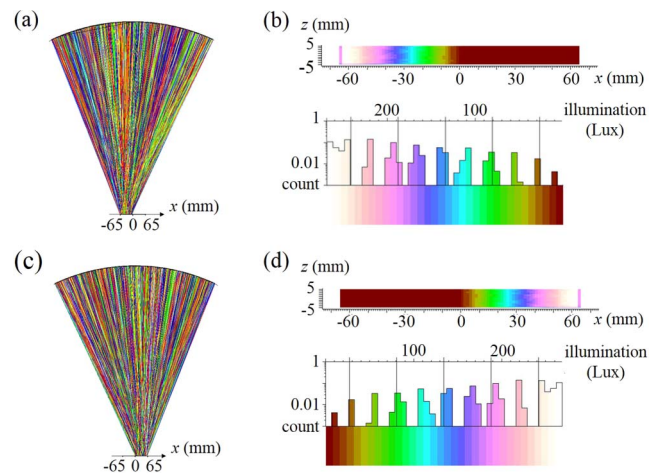 (a)
x (mm)
-65 0 65
(b)
z (mm)
5
-5
-60 -30 0 30 60
x (mm)
1 200 100 illumination
(Lux)
0.01
count
(c)
x (mm)
-65 0 65
(d)
z (mm)
5
-5
-60 -30 0 30 60
x (mm)
1 100 200 illumination
(Lux)
0.01
count